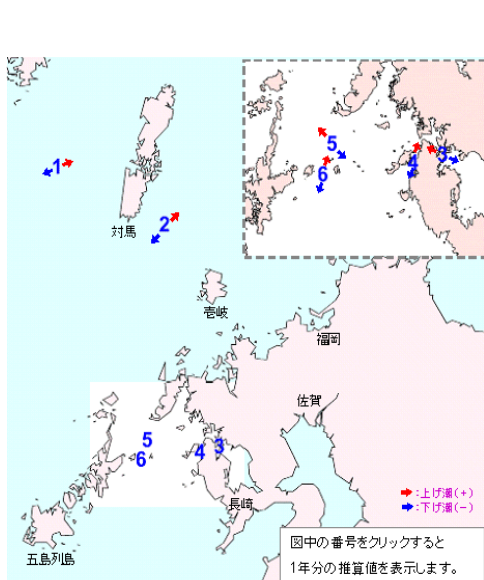 5
3
4
6
1
2
対馬
壱岐
福岡
佐賀
5
4
3
6
長崎
五島列島
:上げ潮(+)
:下げ潮(-)
図中の番号をクリックすると
1年分の推算値を表示します。